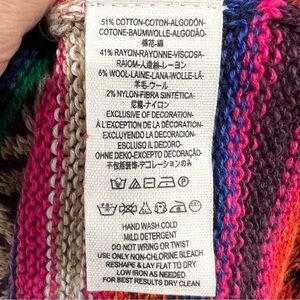 51% COTTON-COTON-ALGODÓN-
COTONE-BAUMWOLLE-ALGODÃO-
棉花-綿
41% RAYON-RAYONNE-VISCOSA-
RAIOM-人造絲-レーヨン
6% WOOL-LAINE-LANA-WOLLE-LÃ-
羊毛-ウール
2% NYLON-FIBRA SINTÉTICA-
尼龍-ナイロン
EXCLUSIVE OF DECORATION-
À L'EXCEPTION DE LA DÉCORATION-
EXCLUYENDO LA DECORACIÓN-
ESCLUSO IL DECORO-
OHNE DEKO-EXCEPTO DECORAÇÃO-
不包括裝飾-デコレーションのみ
HAND WASH COLD
MILD DETERGENT
DO NOT WRING OR TWIST
USE ONLY NON-CHLORINE BLEACH
RESHAPE & LAY FLAT TO DRY
LOW IRON AS NEEDED
FOR BEST RESULTS DRY CLEAN